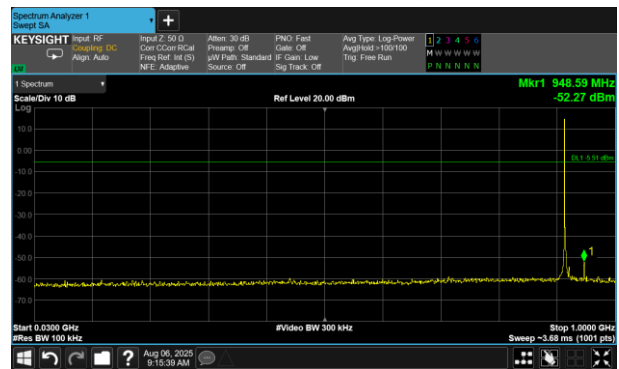 Spectrum Analyzer 1
Swept SA
+
KEYSIGHT
Input: RF
Coupling: DC
Align: Auto
Input Z: 50 Ω
Corr CCorr RCal
Freq Ref: Int (S)
NFE: Adaptive
Atten: 30 dB
Preamp: Off
µW Path: Standard
Source: Off
PNO: Fast
Gate: Off
IF Gain: Low
Sig Track: Off
Avg Type: Log-Power
Avg|Hold:>100/100
Trig: Free Run
1 2 3 4 5 6
M W W W W W
P N N N N N
1 Spectrum
Mkr1 948.59 MHz
-52.27 dBm
Scale/Div 10 dB
Ref Level 20.00 dBm
Log
10.0
0.00
DL1 -5.51 dBm
-10.0
-20.0
-30.0
-40.0
1
-50.0
-60.0
-70.0
Start 0.0300 GHz
#Video BW 300 kHz
Stop 1.0000 GHz
#Res BW 100 kHz
Sweep ~3.68 ms (1001 pts)
?
Aug 06, 2025
9:15:39 AM